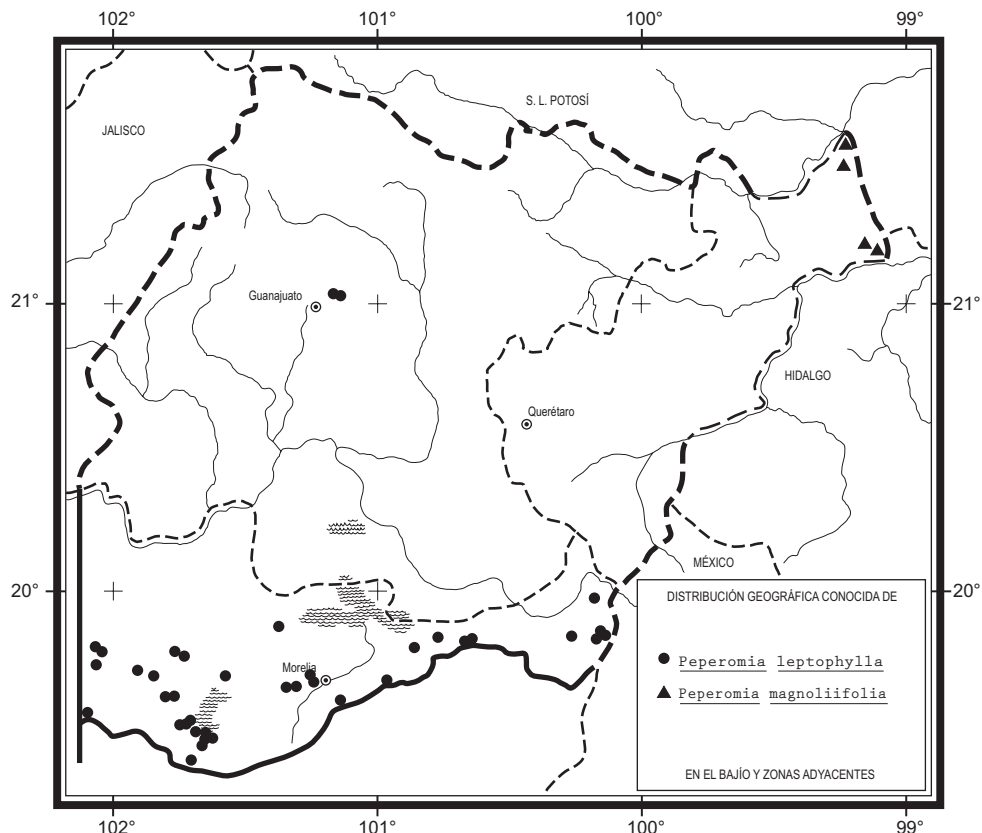 102° 101° 100° 99°
S. L. POTOSÍ
JALISCO
Guanajuato
21° 21°
HIDALGO
Querétaro
MÉXICO
20° 20°
DISTRIBUCIÓN GEOGRÁFICA CONOCIDA DE
Peperomia leptophylla
Morelia
Peperomia magnoliifolia
EN EL BAJÍO Y ZONAS ADYACENTES
102° 101° 100° 99°